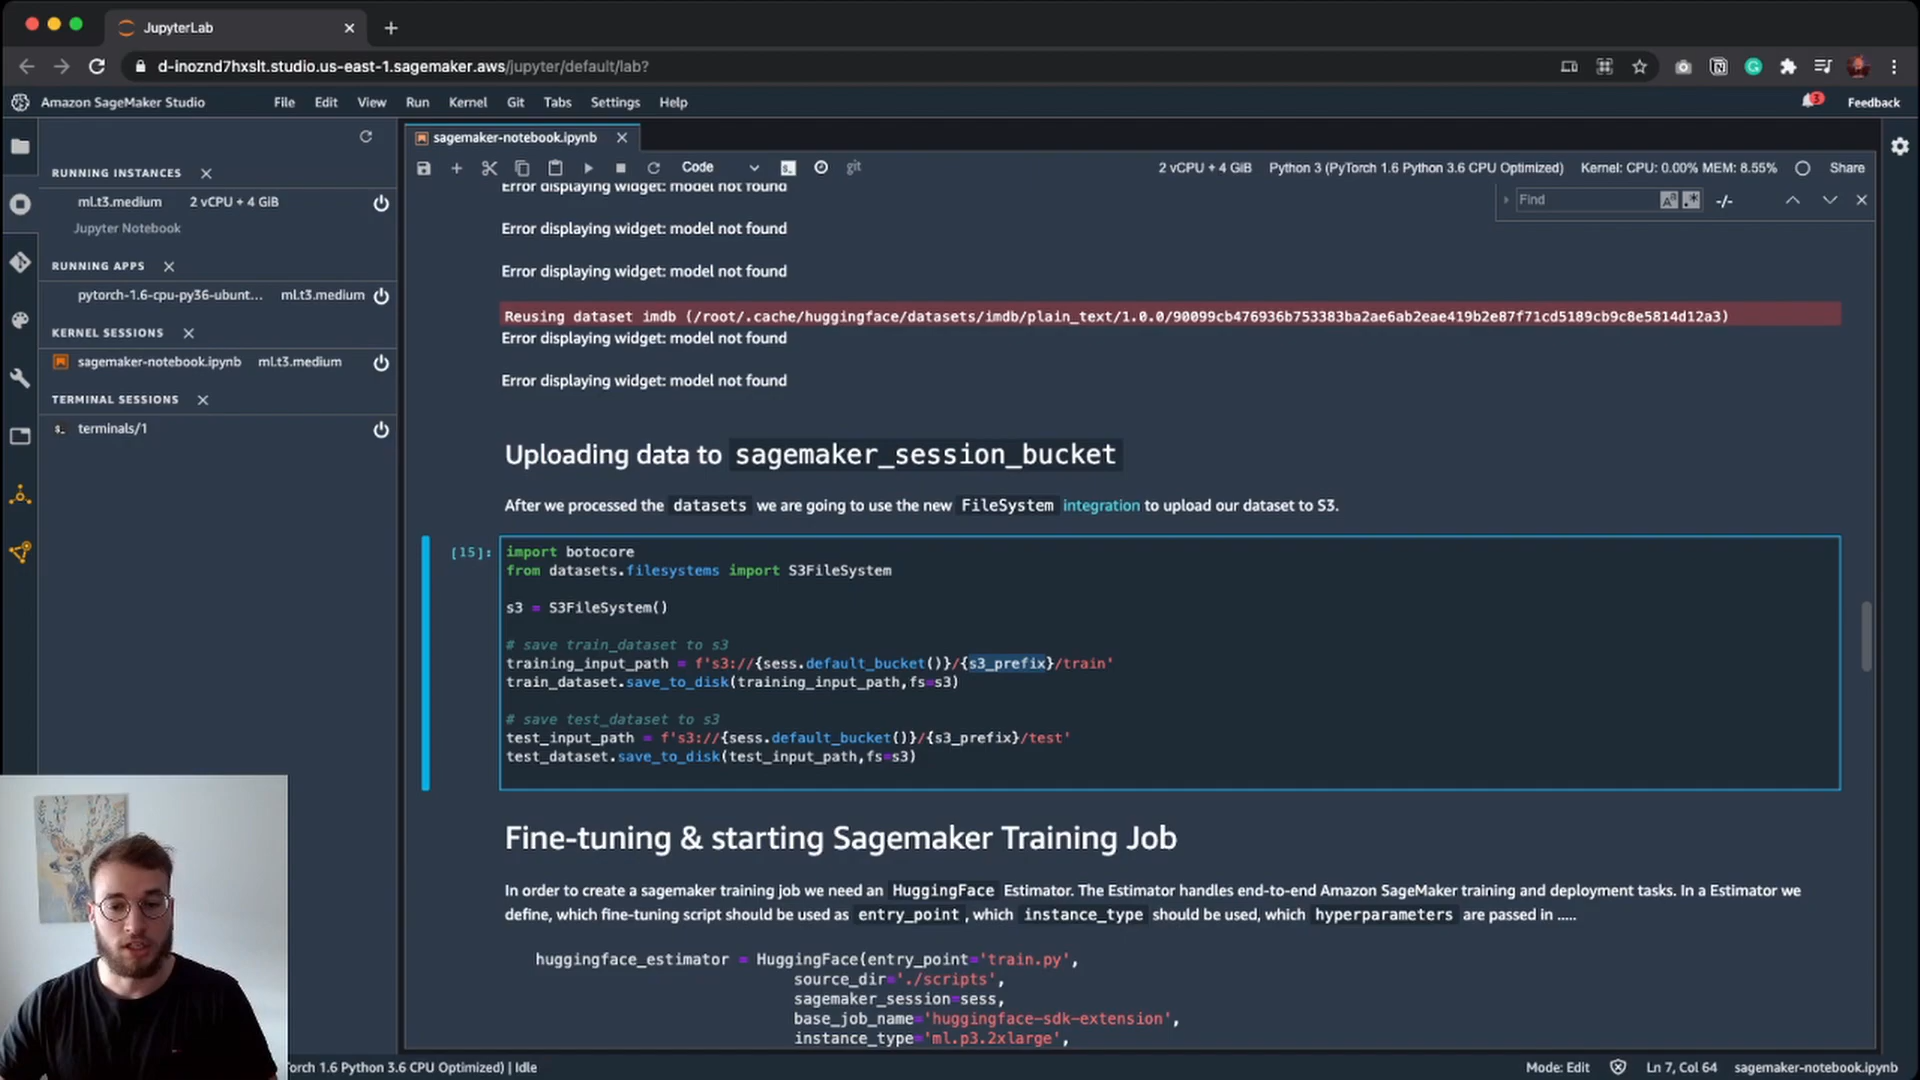 JupyterLab
d-inoznd7hxslt.studio.us-east-1.sagemaker.aws/jupyter/default/lab?
Amazon SageMaker Studio File Edit View Run Kernel Git Tabs Settings Help 3 Feedback
RUNNING INSTANCES
ml.t3.medium 2 vCPU + 4 GiB
Jupyter Notebook
RUNNING APPS
pytorch-1.6-cpu-py36-ubunt... ml.t3.medium
KERNEL SESSIONS
sagemaker-notebook.ipynb ml.t3.medium
TERMINAL SESSIONS
terminals/1
sagemaker-notebook.ipynb
Code git 2 vCPU + 4 GiB Python 3 (PyTorch 1.6 Python 3.6 CPU Optimized) Kernel: CPU: 0.00% MEM: 8.55% Share
Find -/-
Error displaying widget: model not found
Error displaying widget: model not found
Error displaying widget: model not found
Reusing dataset imdb (/root/.cache/huggingface/datasets/imdb/plain_text/1.0.0/90099cb476936b753383ba2ae6ab2eae419b2e87f71cd5189cb9c8e5814d12a3)
Error displaying widget: model not found
Error displaying widget: model not found
Uploading data to sagemaker_session_bucket
After we processed the datasets we are going to use the new FileSystem integration to upload our dataset to S3.
[15]:
import botocore
from datasets.filesystems import S3FileSystem
s3 = S3FileSystem()
# save train_dataset to s3
training_input_path = f's3://{sess.default_bucket()}/{s3_prefix}/train'
train_dataset.save_to_disk(training_input_path,fs=s3)
# save test_dataset to s3
test_input_path = f's3://{sess.default_bucket()}/{s3_prefix}/test'
test_dataset.save_to_disk(test_input_path,fs=s3)
Fine-tuning & starting Sagemaker Training Job
In order to create a sagemaker training job we need an HuggingFace Estimator. The Estimator handles end-to-end Amazon SageMaker training and deployment tasks. In a Estimator we
define, which fine-tuning script should be used as entry_point, which instance_type should be used, which hyperparameters are passed in .....
huggingface_estimator = HuggingFace(entry_point='train.py',
source_dir='./scripts',
sagemaker_session=sess,
base_job_name='huggingface-sdk-extension',
instance_type='ml.p3.2xlarge',
Torch 1.6 Python 3.6 CPU Optimized) | Idle Mode: Edit Ln 7, Col 64 sagemaker-notebook.ipynb